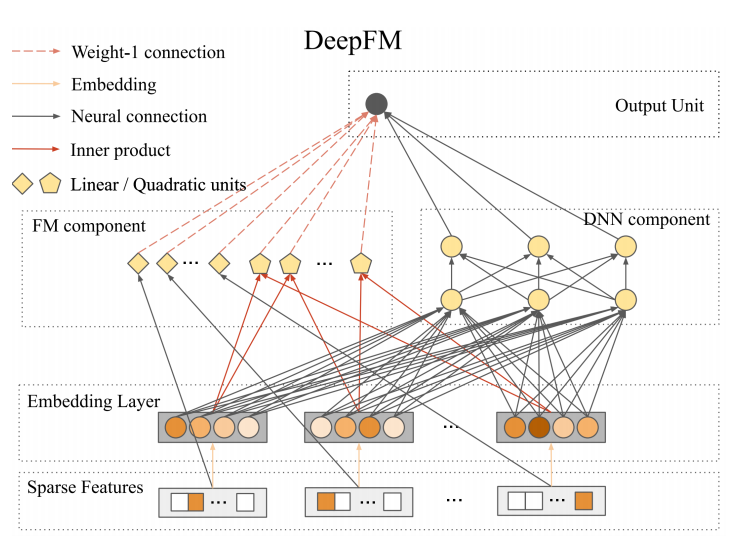 DeepFM
Weight-1 connection
Embedding
Neural connection
Inner product
Linear / Quadratic units
Output Unit
FM component
DNN component
...
...
Embedding Layer
...
Sparse Features
...
...
...
...